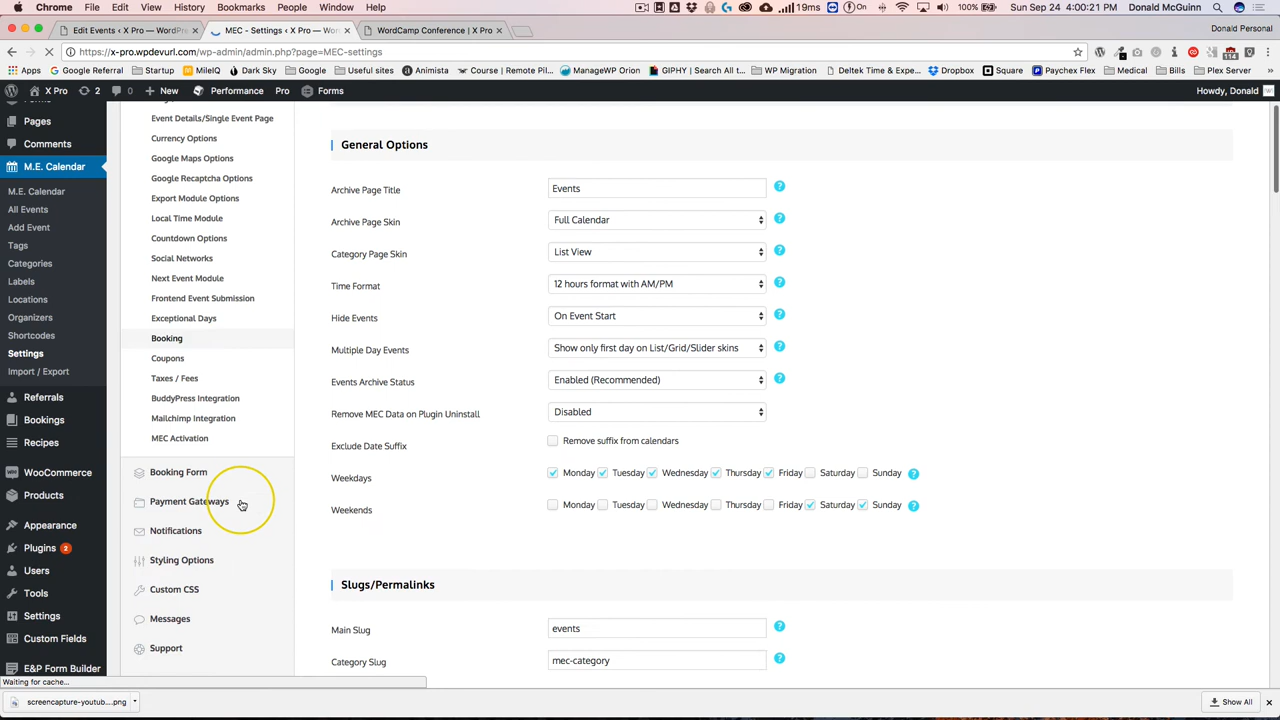 Chrome File Edit View History Bookmarks People Window Help 19ms (1) On 100% Sun Sep 24 4:00:21 PM Donald McGuinn
Edit Events ‹ X Pro — WordPre × MEC - Settings ‹ X Pro — Word × WordCamp Conference | X Pro × Donald Personal
https://x-pro.wpdevurl.com/wp-admin/admin.php?page=MEC-settings
Apps Google Referral Startup MileIQ Dark Sky Google Useful sites Animista Course | Remote Pil... ManageWP Orion GIPHY | Search All t... WP Migration Deltek Time & Expe... Dropbox Square Paychex Flex Medical Bills Plex Server
X Pro 2 0 New Performance Pro Forms Howdy, Donald
Pages
Comments
M.E. Calendar
M.E. Calendar
All Events
Add Event
Tags
Categories
Labels
Locations
Organizers
Shortcodes
Settings
Import / Export
Referrals
Bookings
Recipes
WooCommerce
Products
Appearance
Plugins 2
Users
Tools
Settings
Custom Fields
E&P Form Builder
Event Details/Single Event Page
Currency Options
Google Maps Options
Google Recaptcha Options
Export Module Options
Local Time Module
Countdown Options
Social Networks
Next Event Module
Frontend Event Submission
Exceptional Days
Booking
Coupons
Taxes / Fees
BuddyPress Integration
Mailchimp Integration
MEC Activation
Booking Form
Payment Gateways
Notifications
Styling Options
Custom CSS
Messages
Support
General Options
Archive Page Title Events ?
Archive Page Skin Full Calendar ?
Category Page Skin List View ?
Time Format 12 hours format with AM/PM ?
Hide Events On Event Start ?
Multiple Day Events Show only first day on List/Grid/Slider skins ?
Events Archive Status Enabled (Recommended) ?
Remove MEC Data on Plugin Uninstall Disabled
Exclude Date Suffix Remove suffix from calendars
Weekdays Monday Tuesday Wednesday Thursday Friday Saturday Sunday ?
Weekends Monday Tuesday Wednesday Thursday Friday Saturday Sunday ?
Slugs/Permalinks
Main Slug events ?
Category Slug mec-category ?
Waiting for cache...
screencapture-youtub....png Show All